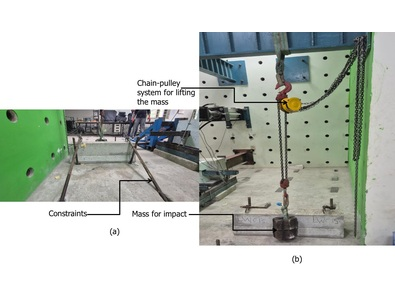 Chain-pulley
system for lifting
the mass
Constraints
Mass for impact
(a)
(b)